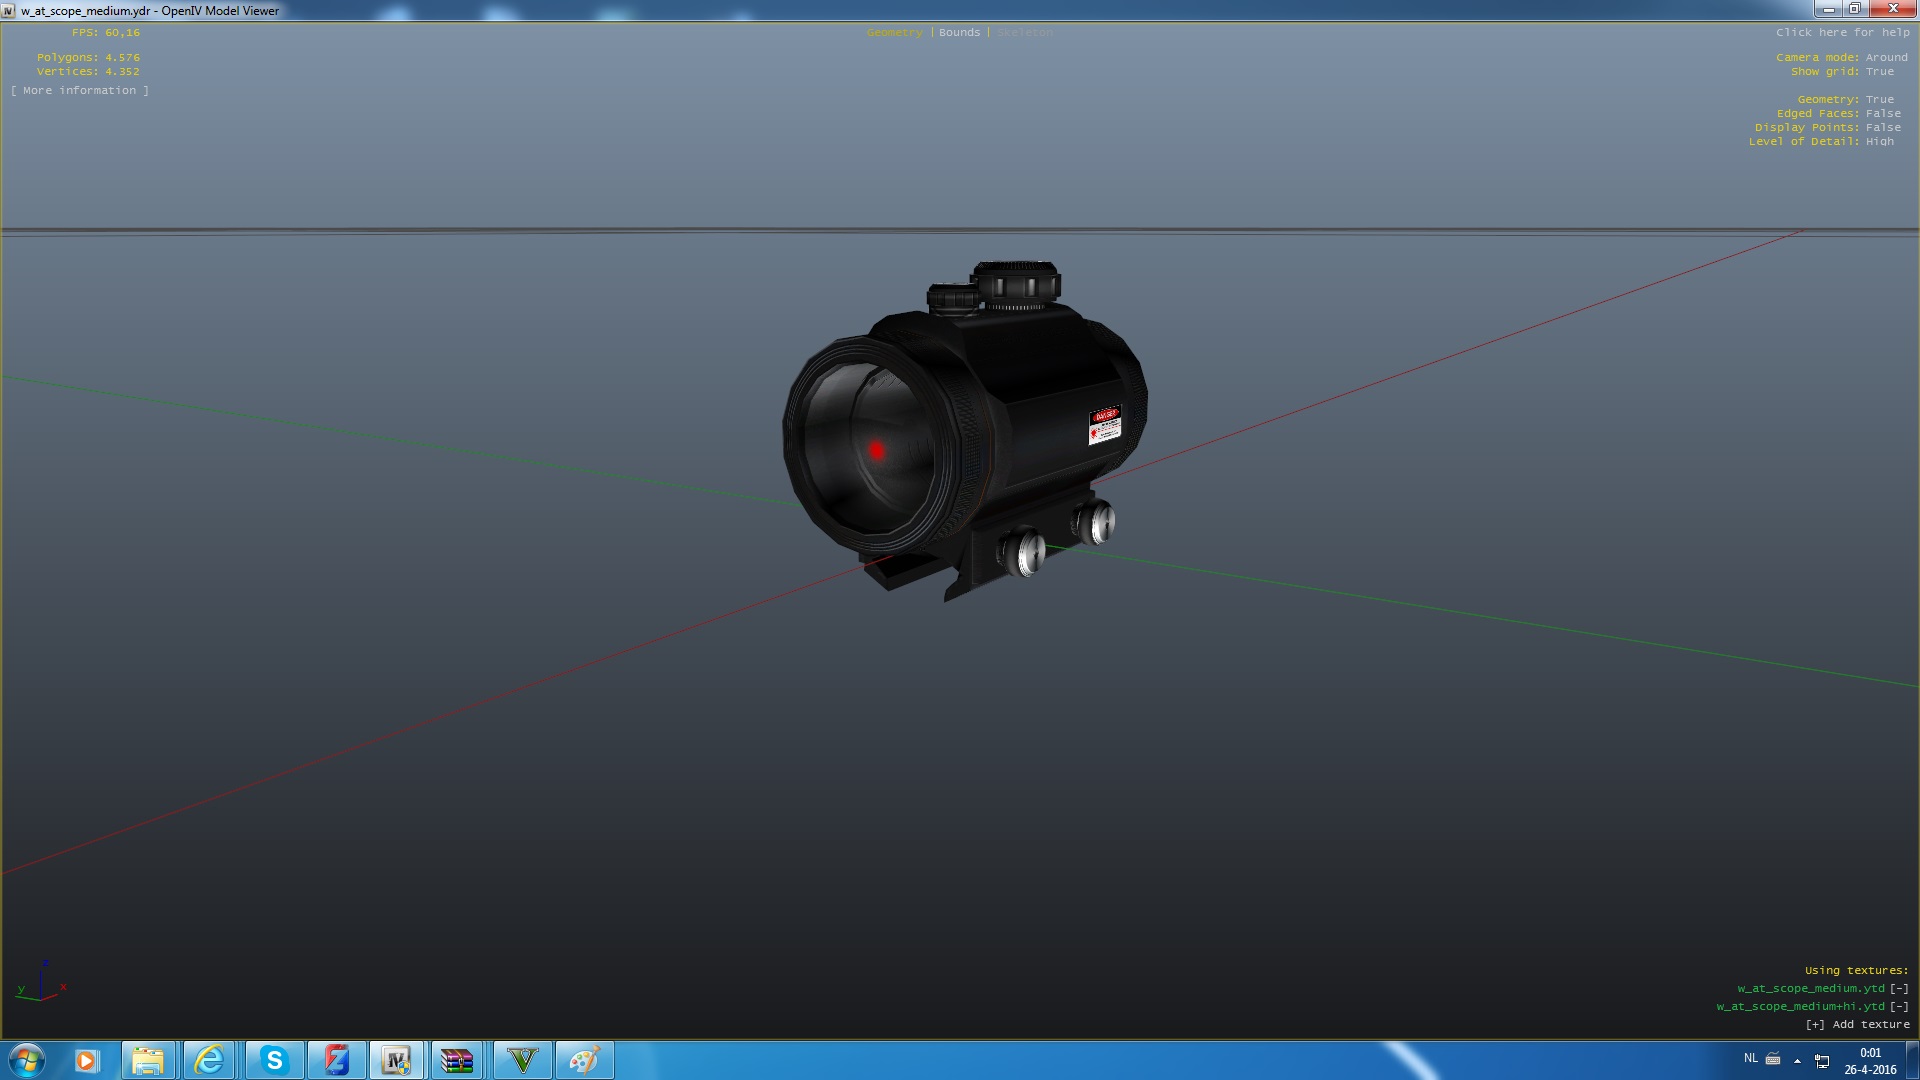 w_at_scope_medium.ydr - OpenIV Model Viewer
FPS: 60,16
Geometry | Bounds | Skeleton
Click here for help
Polygons: 4.576
Vertices: 4.352
[ More information ]
Camera mode: Around
Show grid: True
Geometry: True
Edged Faces: False
Display Points: False
Level of Detail: High
DANGER
z
y
x
Using textures:
w_at_scope_medium.ytd [-]
w_at_scope_medium+hi.ytd [-]
[+] Add texture
NL
0:01
26-4-2016